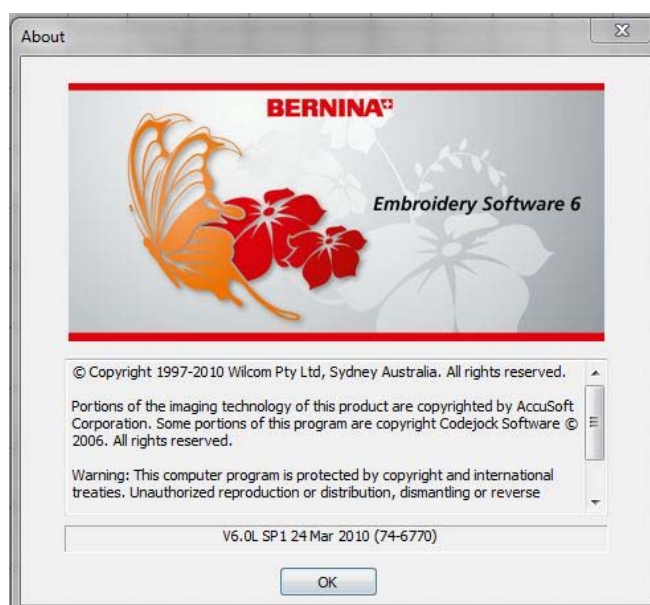 About
BERNINA
Embroidery Software 6
© Copyright 1997-2010 Wilcom Pty Ltd, Sydney Australia. All rights reserved.
Portions of the imaging technology of this product are copyrighted by AccuSoft
Corporation. Some portions of this program are copyright Codejock Software ©
2006. All rights reserved.
Warning: This computer program is protected by copyright and international
treaties. Unauthorized reproduction or distribution, dismantling or reverse
V6.0L SP1 24 Mar 2010 (74-6770)
OK